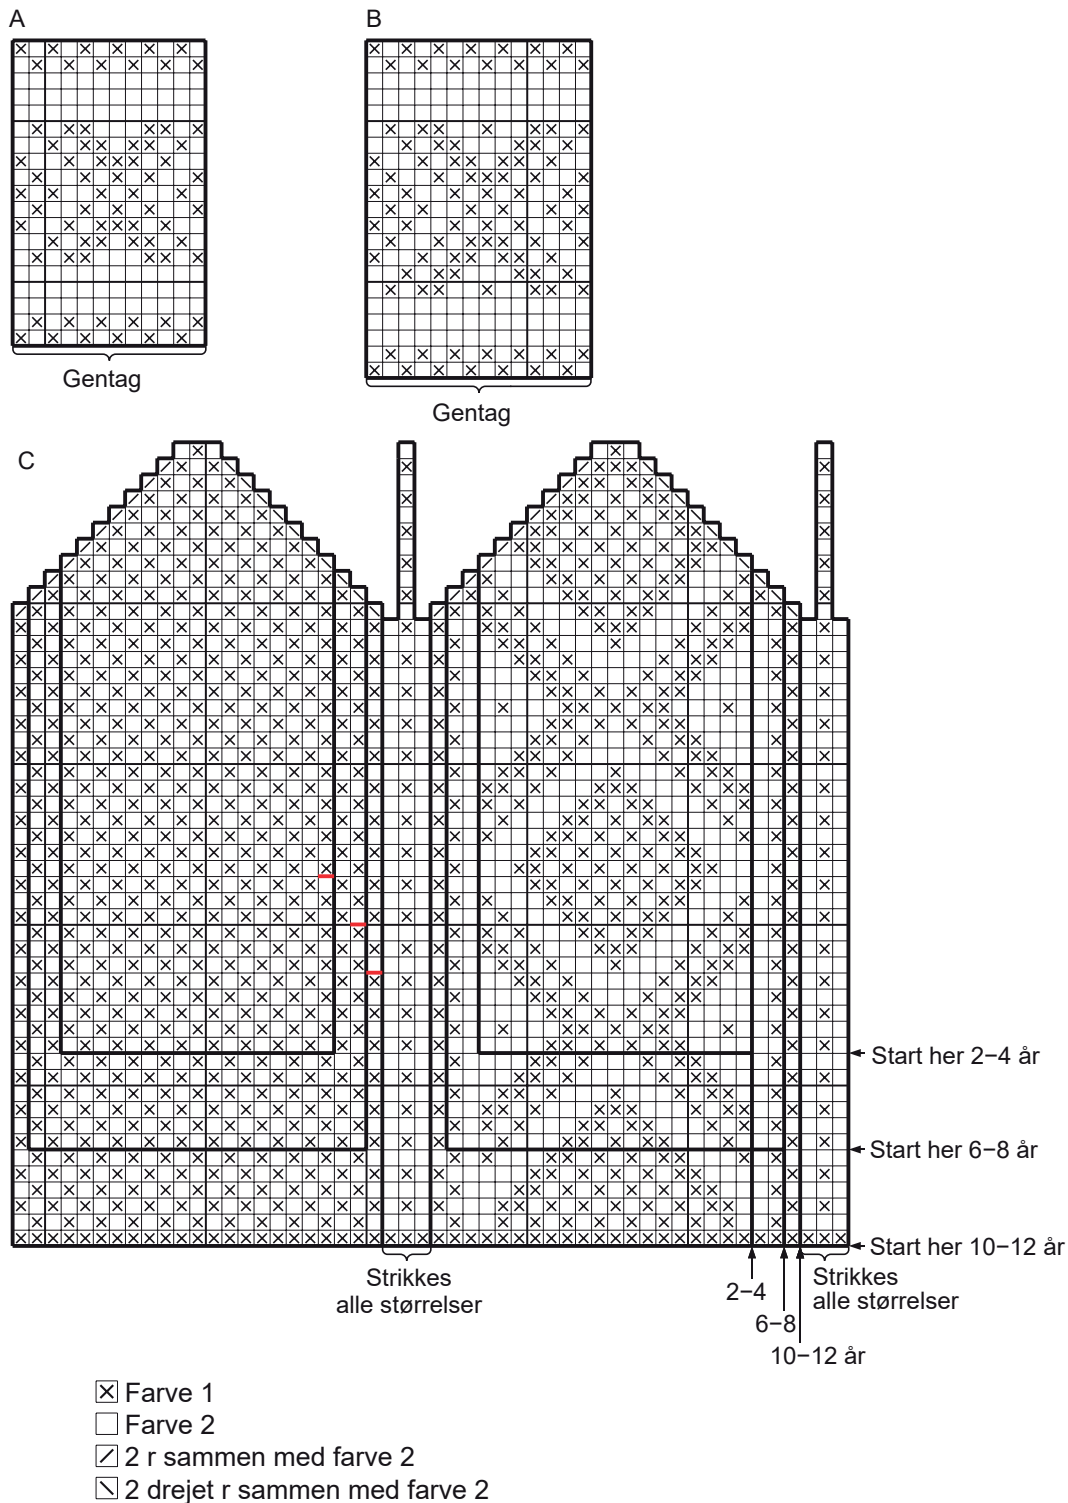 A
B
Gentag
Gentag
C
Start her 2–4 år
Start her 6–8 år
Start her 10–12 år
Strikkes
alle størrelser
Strikkes
alle størrelser
2–4
6–8
10–12 år
Farve 1
Farve 2
2 r sammen med farve 2
2 drejet r sammen med farve 2